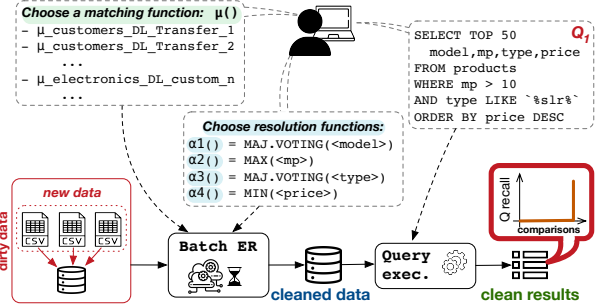 Choose a matching function: μ()
– μ_customers_DL_Transfer_1
– μ_customers_DL_Transfer_2
...
– μ_electronics_DL_custom_n
...
Q1
SELECT TOP 50
model,mp,type,price
FROM products
WHERE mp > 10
AND type LIKE `%slr%`
ORDER BY price DESC
Choose resolution functions:
α1() = MAJ.VOTING(<model>)
α2() = MAX(<mp>)
α3() = MAJ.VOTING(<type>)
α4() = MIN(<price>)
dirty data
new data
CSV
CSV
CSV
Batch ER
cleaned data
Query
exec.
Q recall
comparisons
clean results